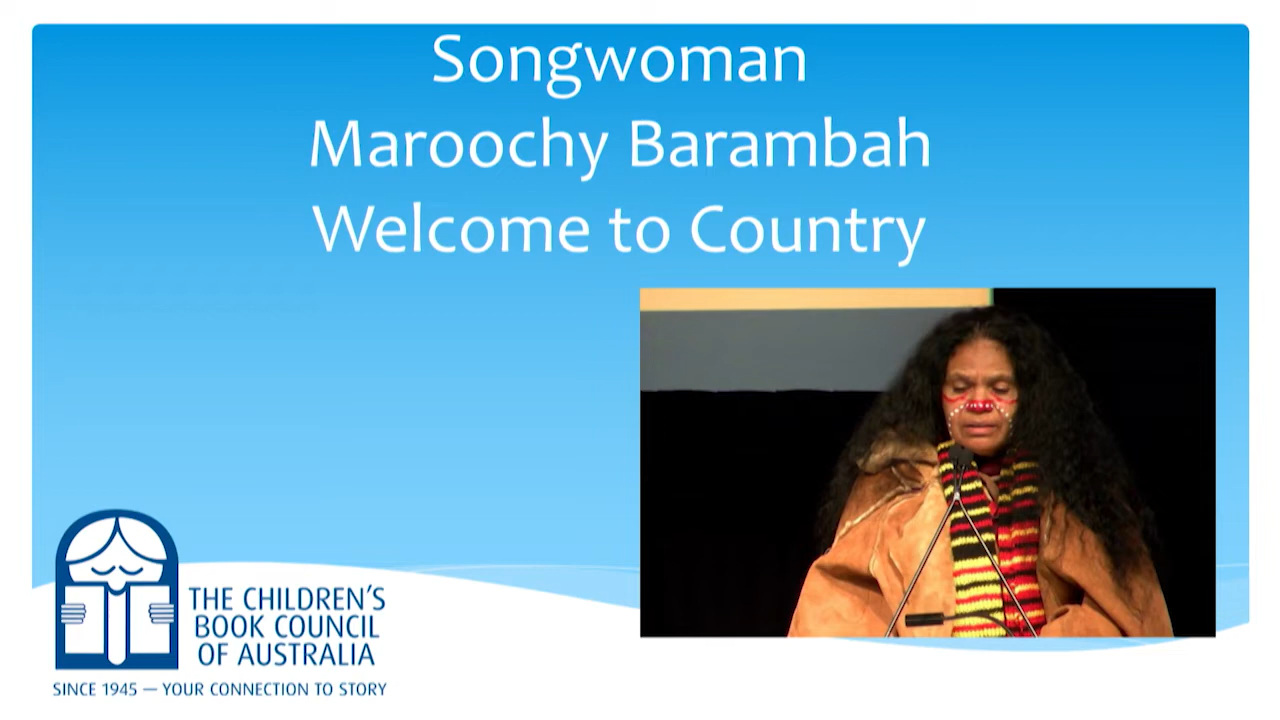 Songwoman
Maroochy Barambah
Welcome to Country
THE CHILDREN'S
BOOK COUNCIL
OF AUSTRALIA
SINCE 1945 — YOUR CONNECTION TO STORY